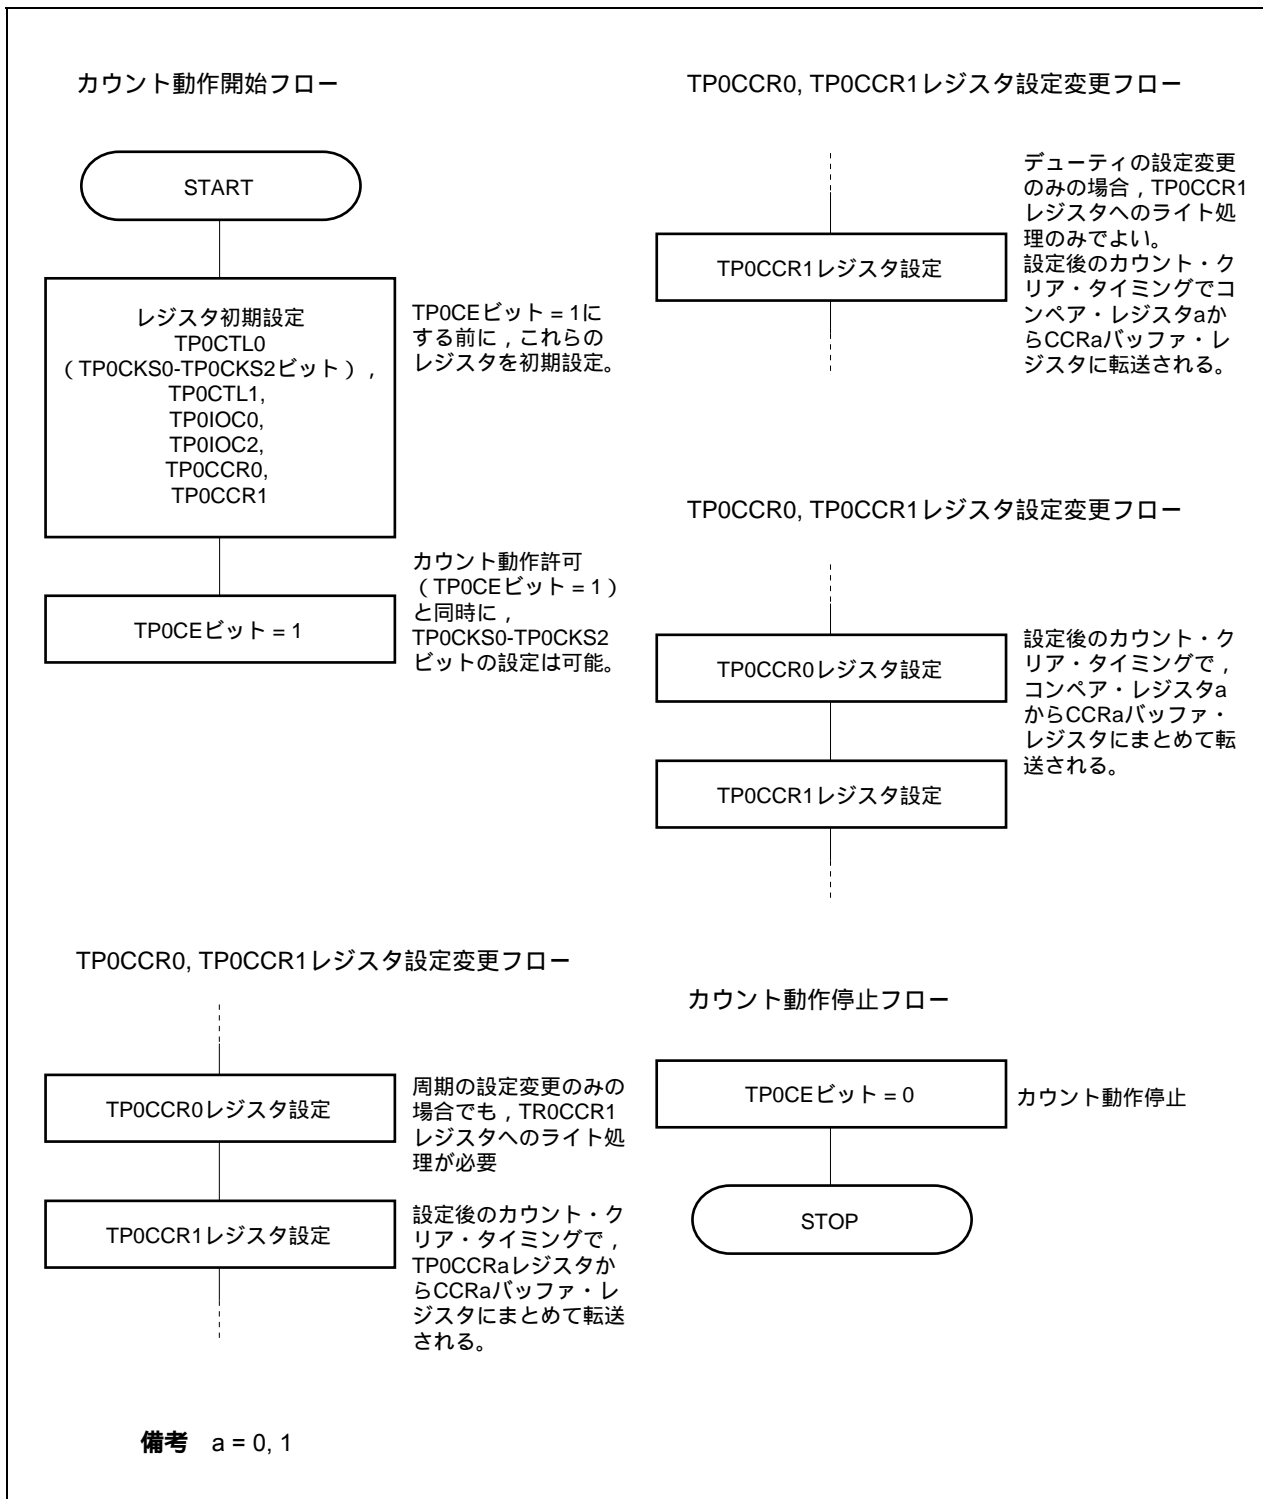 カウント動作開始フロー
START
レジスタ初期設定
TP0CTL0
（TP0CKS0-TP0CKS2ビット），
TP0CTL1,
TP0IOC0,
TP0IOC2,
TP0CCR0,
TP0CCR1
TP0CEビット = 1に
する前に，これらの
レジスタを初期設定。
TP0CEビット = 1
カウント動作許可
（TP0CEビット = 1）
と同時に，
TP0CKS0-TP0CKS2
ビットの設定は可能。
TP0CCR0, TP0CCR1レジスタ設定変更フロー
TP0CCR0レジスタ設定
周期の設定変更のみの
場合でも，TR0CCR1
レジスタへのライト処
理が必要
TP0CCR1レジスタ設定
設定後のカウント・ク
リア・タイミングで，
TP0CCRaレジスタか
らCCRaバッファ・レ
ジスタにまとめて転送
される。
TP0CCR0, TP0CCR1レジスタ設定変更フロー
TP0CCR1レジスタ設定
デューティの設定変更
のみの場合，TP0CCR1
レジスタへのライト処
理のみでよい。
設定後のカウント・ク
リア・タイミングでコ
ンペア・レジスタaか
らCCRaバッファ・レ
ジスタに転送される。
TP0CCR0, TP0CCR1レジスタ設定変更フロー
TP0CCR0レジスタ設定
設定後のカウント・ク
リア・タイミングで，
コンペア・レジスタa
からCCRaバッファ・
レジスタにまとめて転
送される。
TP0CCR1レジスタ設定
カウント動作停止フロー
TP0CEビット = 0
カウント動作停止
STOP
備考 a = 0, 1